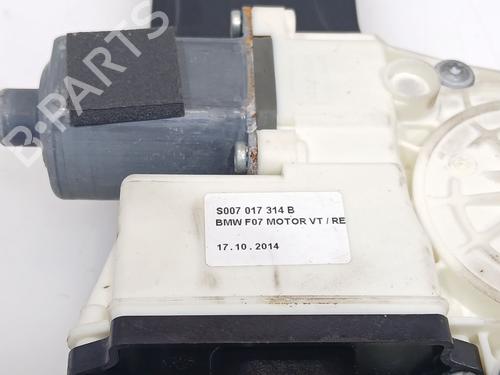 S007 017 314 B
BMW F07 MOTOR VT / RE
17.10.2014
B-PARTS